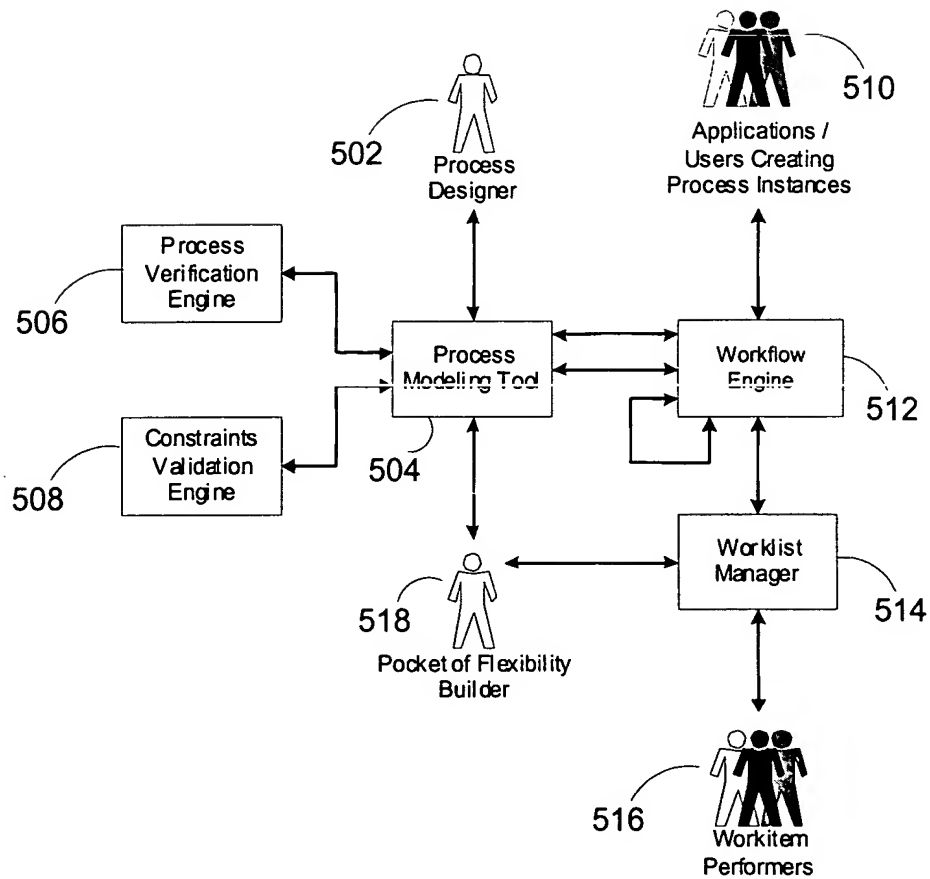 510
Applications /
Users Creating
Process Instances
502
Process
Designer
Process
Verification
Engine
506
Process
Modeling Tool
504
Workflow
Engine
512
Constraints
Validation
Engine
508
Worklist
Manager
514
518
Pocket of Flexibility
Builder
516
Workitem
Performers